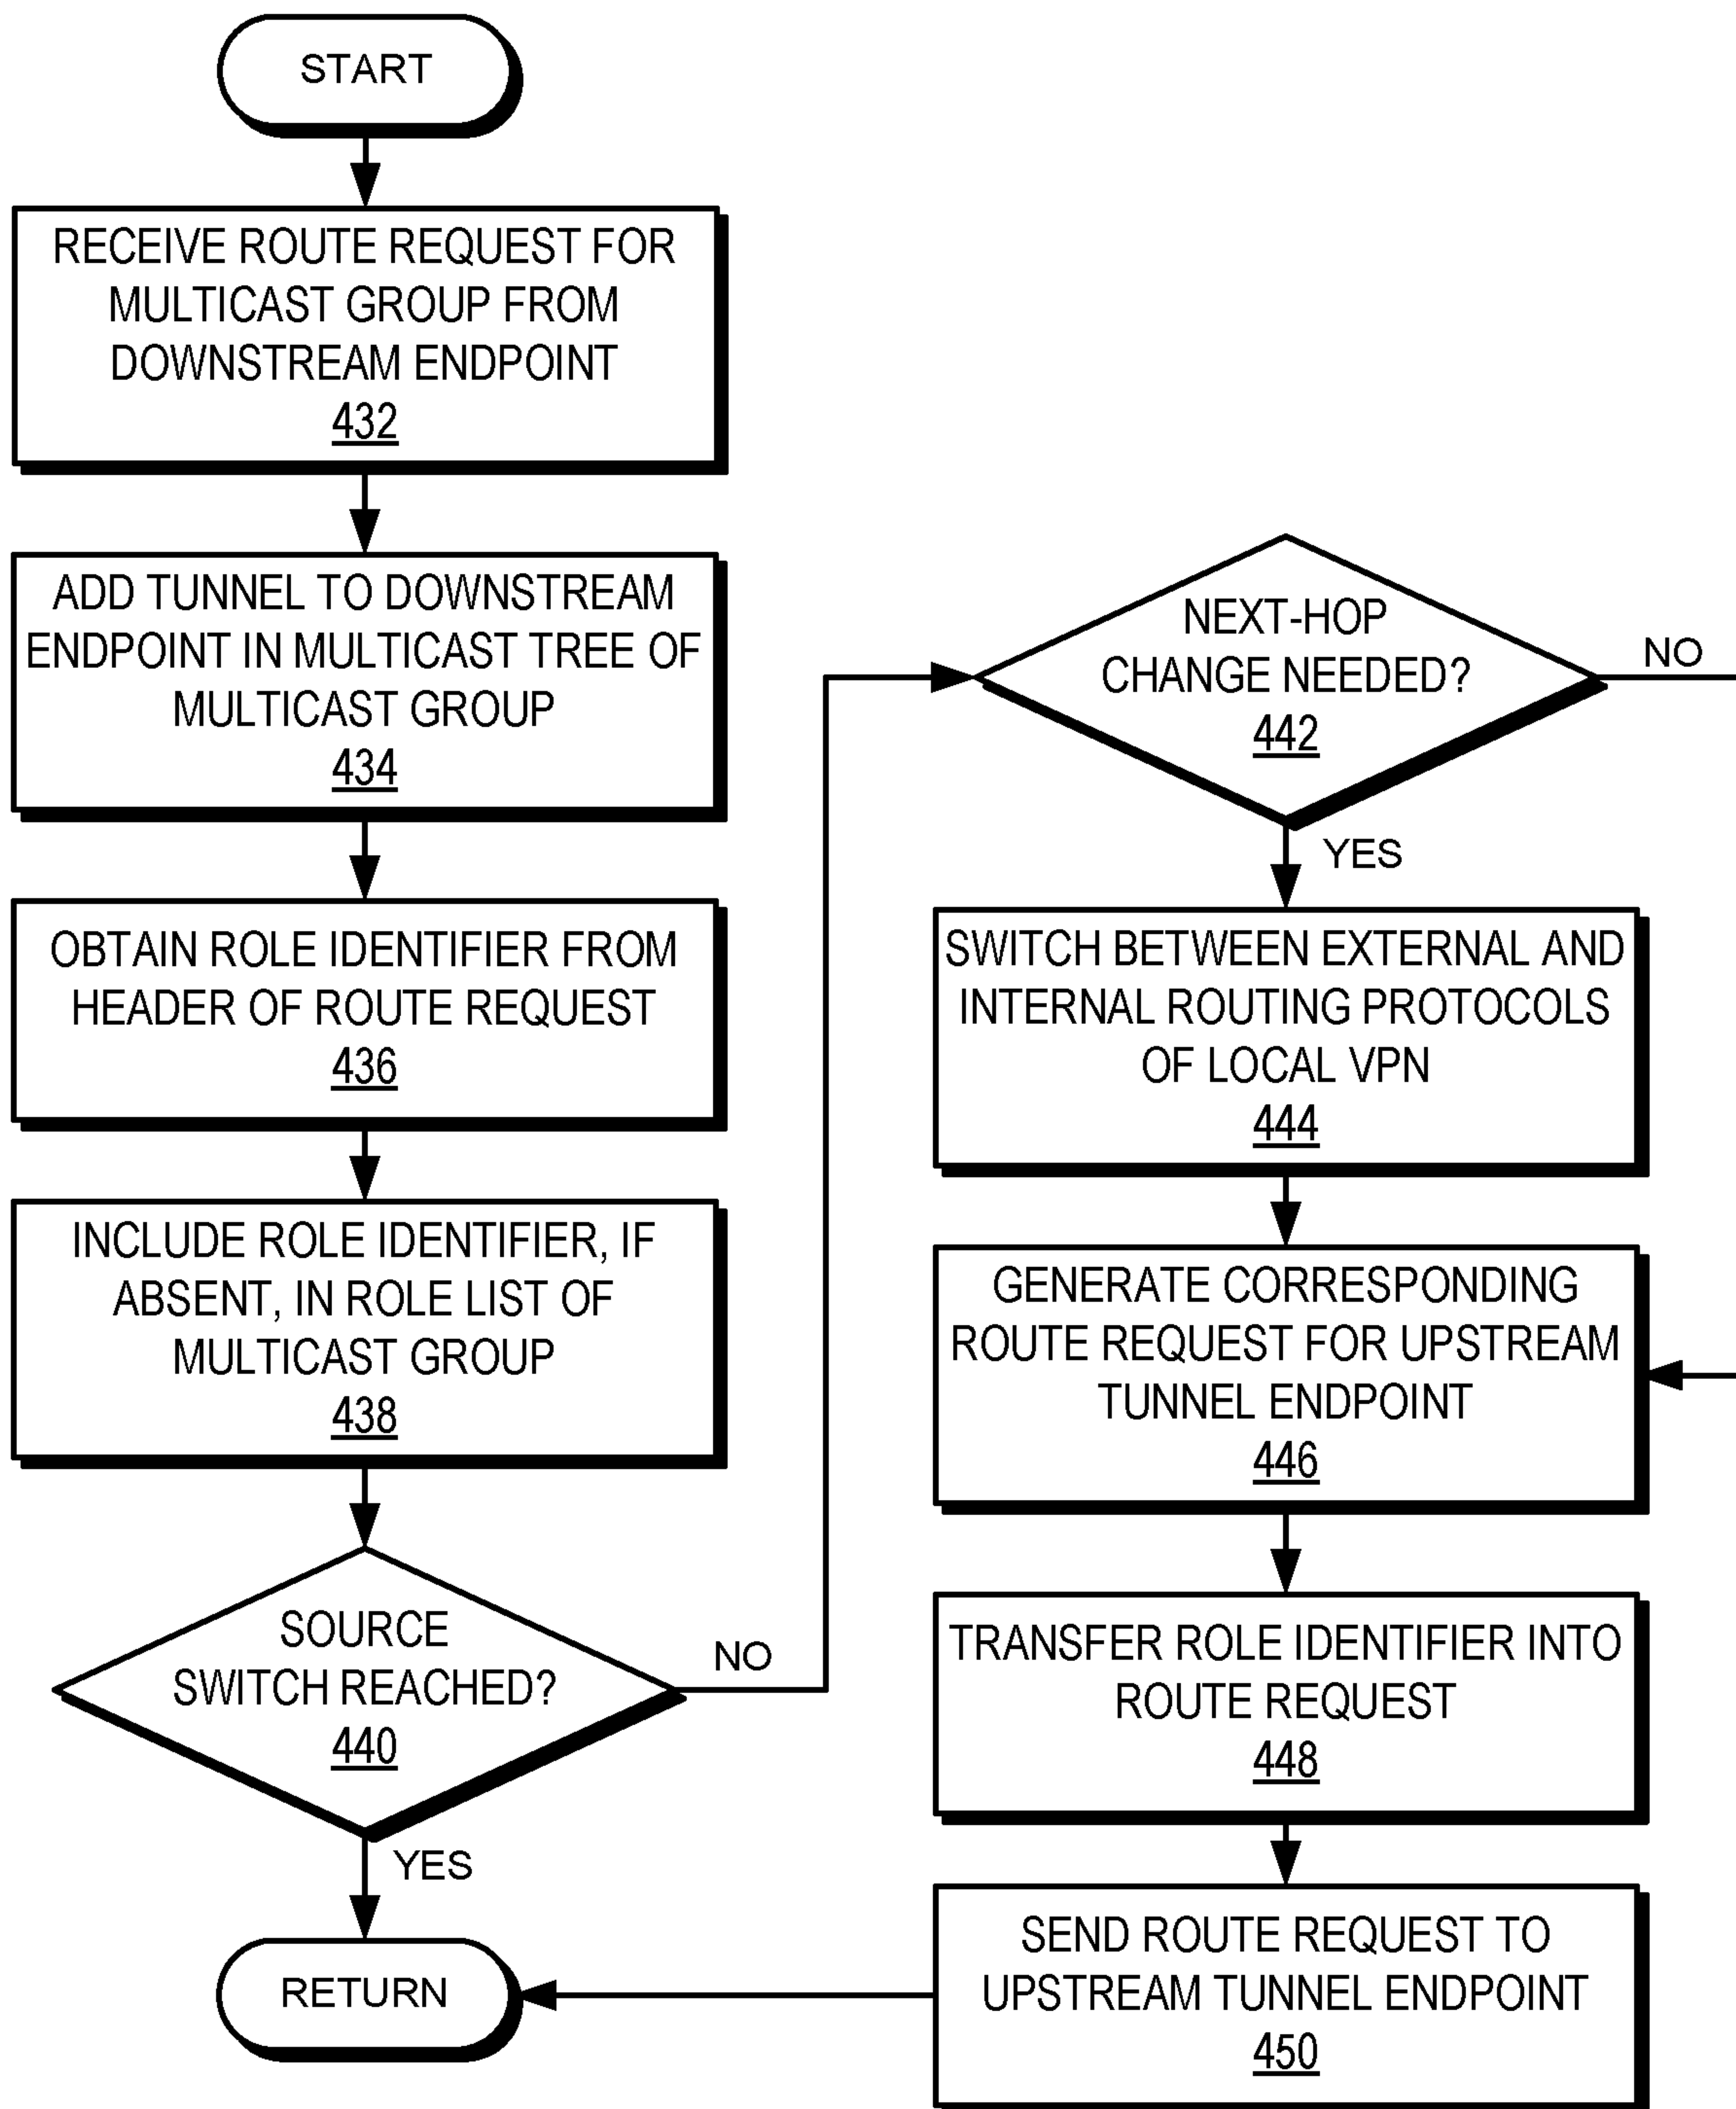 START
RECEIVE ROUTE REQUEST FOR
MULTICAST GROUP FROM
DOWNSTREAM ENDPOINT
432
ADD TUNNEL TO DOWNSTREAM
ENDPOINT IN MULTICAST TREE OF
MULTICAST GROUP
434
OBTAIN ROLE IDENTIFIER FROM
HEADER OF ROUTE REQUEST
436
INCLUDE ROLE IDENTIFIER, IF
ABSENT, IN ROLE LIST OF
MULTICAST GROUP
438
SOURCE
SWITCH REACHED?
440
NO
YES
RETURN
NEXT-HOP
CHANGE NEEDED?
442
NO
YES
SWITCH BETWEEN EXTERNAL AND
INTERNAL ROUTING PROTOCOLS
OF LOCAL VPN
444
GENERATE CORRESPONDING
ROUTE REQUEST FOR UPSTREAM
TUNNEL ENDPOINT
446
TRANSFER ROLE IDENTIFIER INTO
ROUTE REQUEST
448
SEND ROUTE REQUEST TO
UPSTREAM TUNNEL ENDPOINT
450